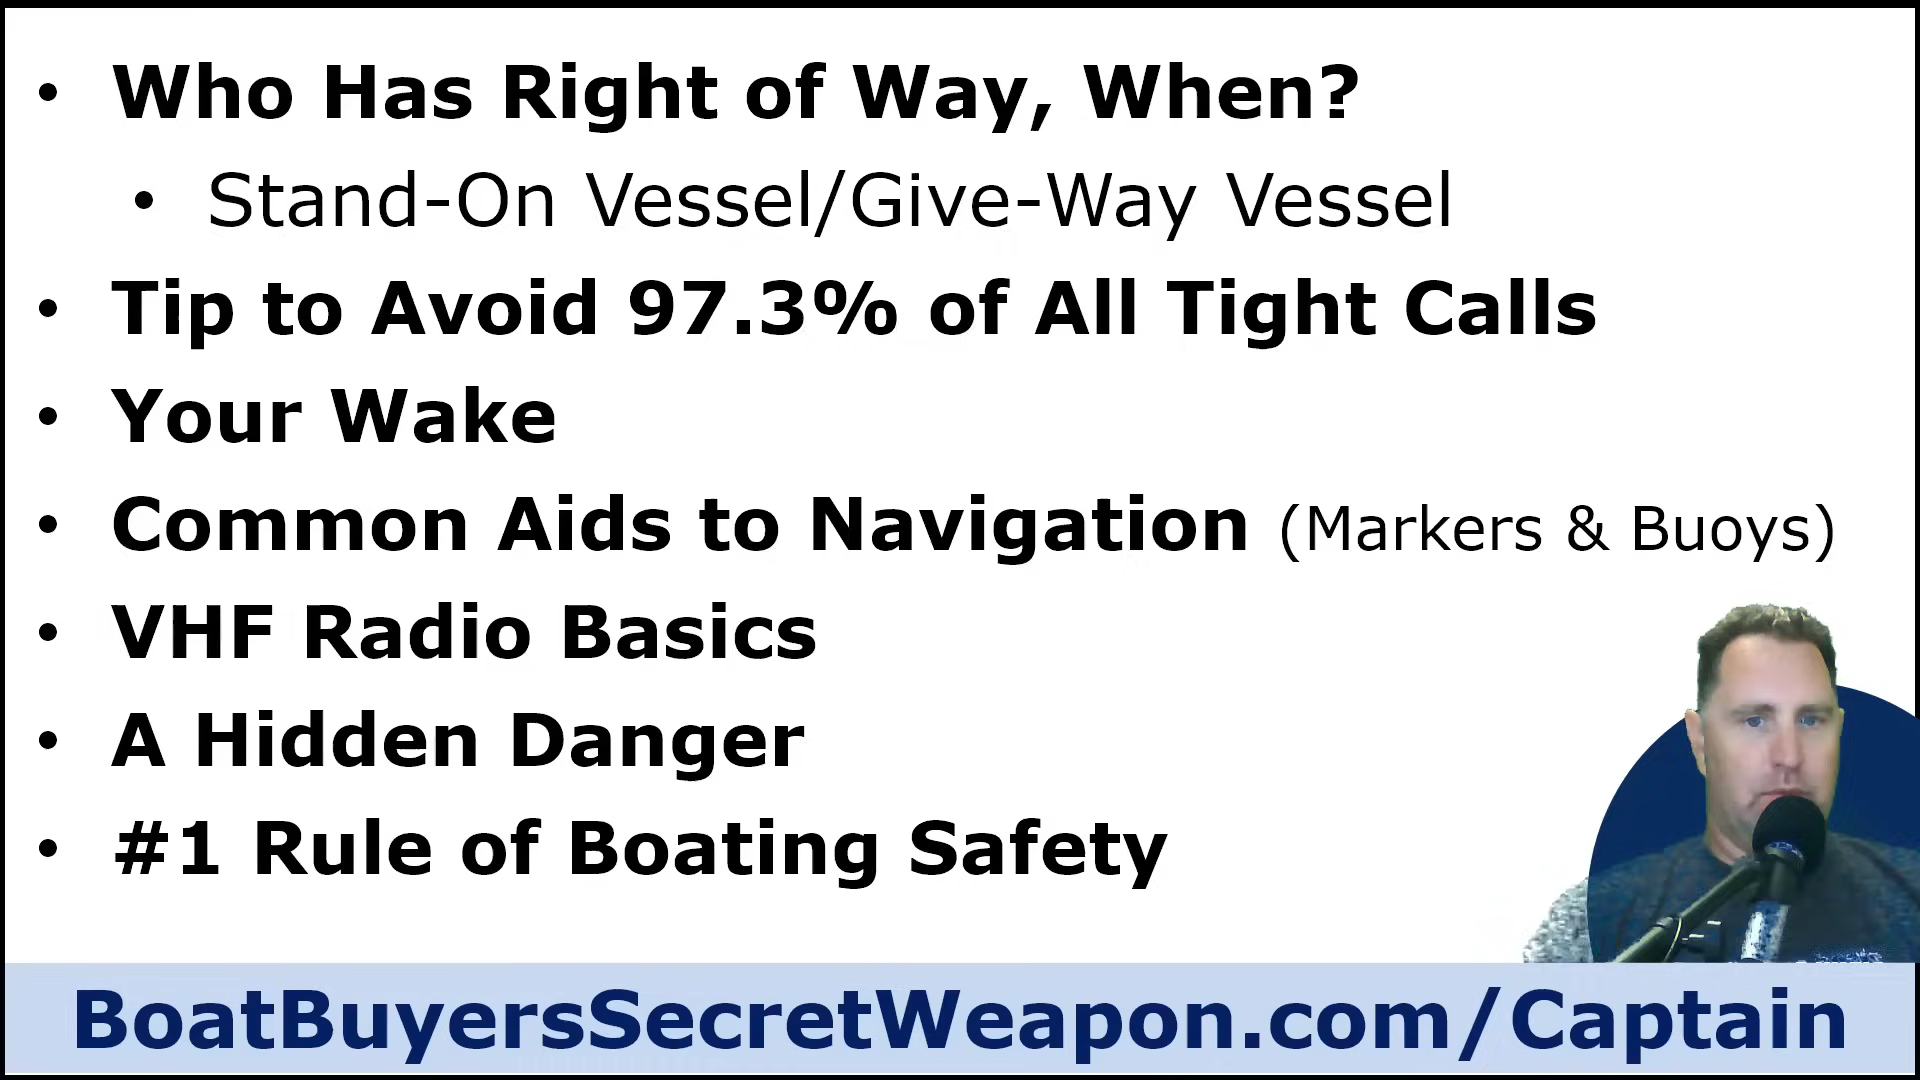 • Who Has Right of Way, When?
• Stand-On Vessel/Give-Way Vessel
• Tip to Avoid 97.3% of All Tight Calls
• Your Wake
• Common Aids to Navigation (Markers & Buoys)
• VHF Radio Basics
• A Hidden Danger
• #1 Rule of Boating Safety
BoatBuyersSecretWeapon.com/Captain